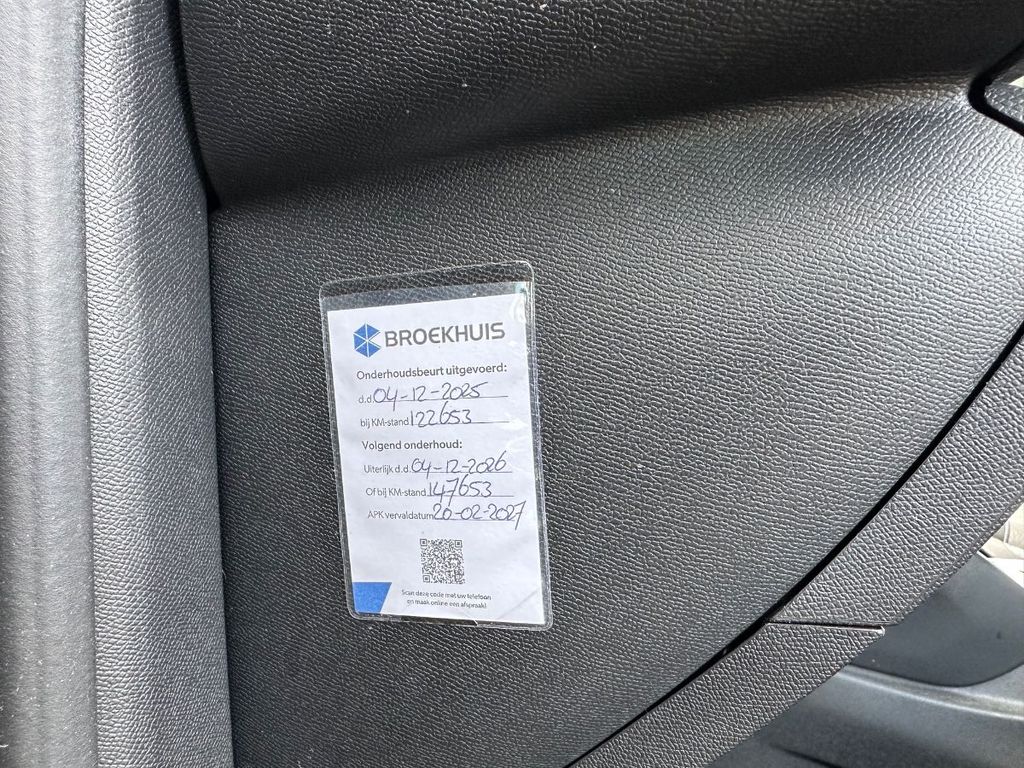 BROEKHUIS
Onderhoudsbeurt uitgevoerd:
d.d. 04-12-2025
bij KM-stand 122653
Volgend onderhoud:
Uiterlijk d.d. 04-12-2026
Of bij KM-stand 147653
APK vervaldatum 20-02-2027
Scan deze code met uw telefoon
en maak online een afspraak!